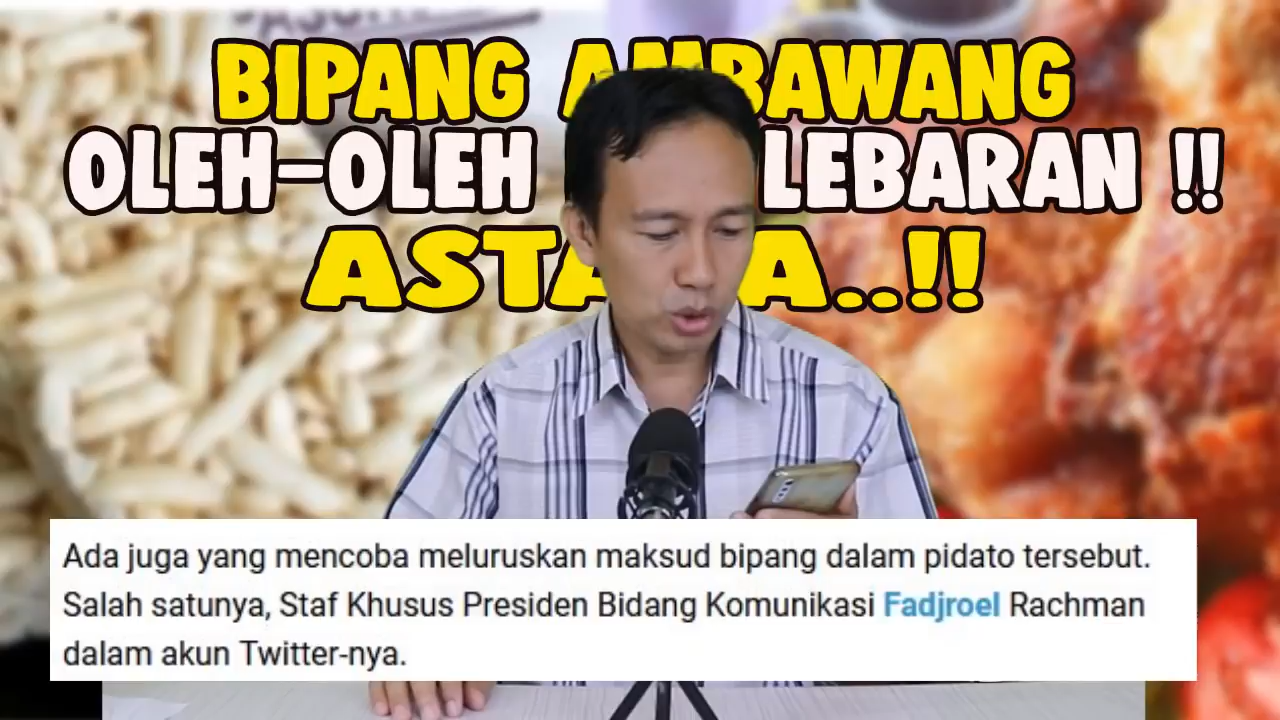 BIPANG AMBAWANG
OLEH-OLEH LEBARAN !!
Ada juga yang mencoba meluruskan maksud bipang dalam pidato tersebut.
Salah satunya, Staf Khusus Presiden Bidang Komunikasi Fadjroel Rachman
dalam akun Twitter-nya.